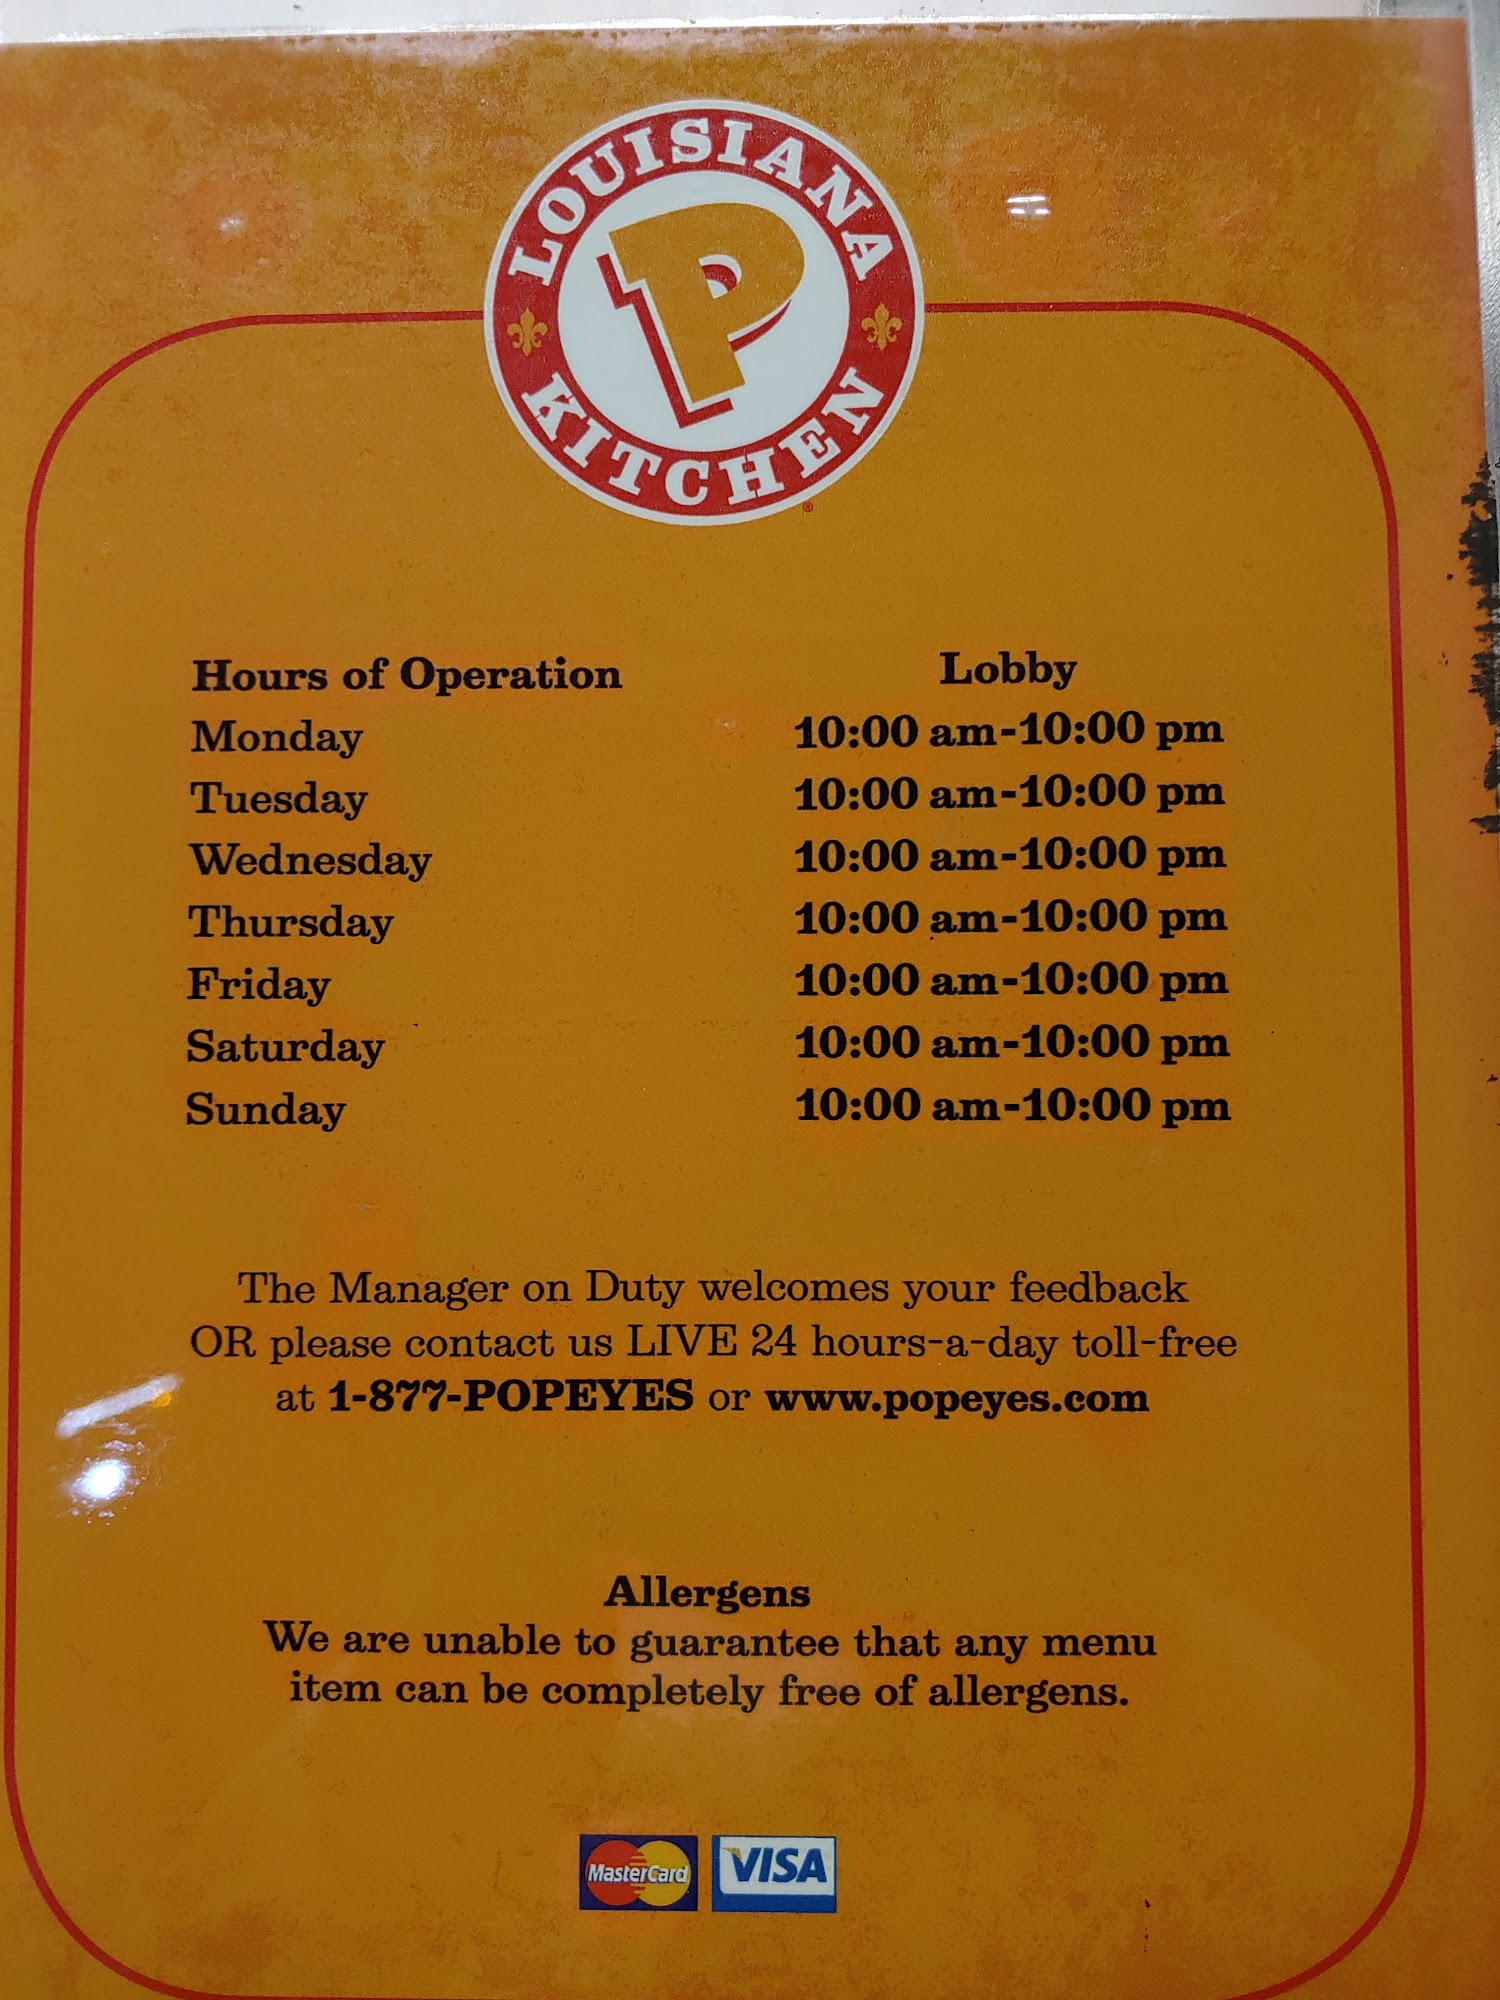 LOUISIANA
P
KITCHEN
®
Hours of Operation Lobby
Monday 10:00 am-10:00 pm
Tuesday 10:00 am-10:00 pm
Wednesday 10:00 am-10:00 pm
Thursday 10:00 am-10:00 pm
Friday 10:00 am-10:00 pm
Saturday 10:00 am-10:00 pm
Sunday 10:00 am-10:00 pm
The Manager on Duty welcomes your feedback
OR please contact us LIVE 24 hours-a-day toll-free
at 1-877-POPEYES or www.popeyes.com
Allergens
We are unable to guarantee that any menu
item can be completely free of allergens.
MasterCard VISA